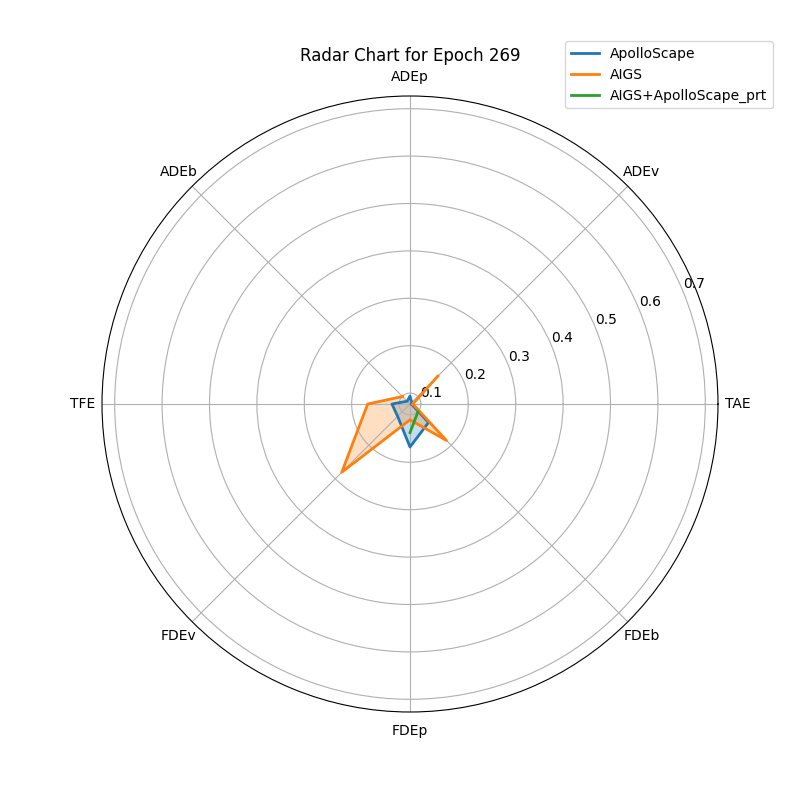 Radar Chart for Epoch 269
ApolloScape
AIGS
AIGS+ApolloScape_prt
ADEp
ADEb
ADEv
0.7
0.6
0.5
0.4
0.3
0.2
0.1
TFE
TAE
FDEv
FDEb
FDEp